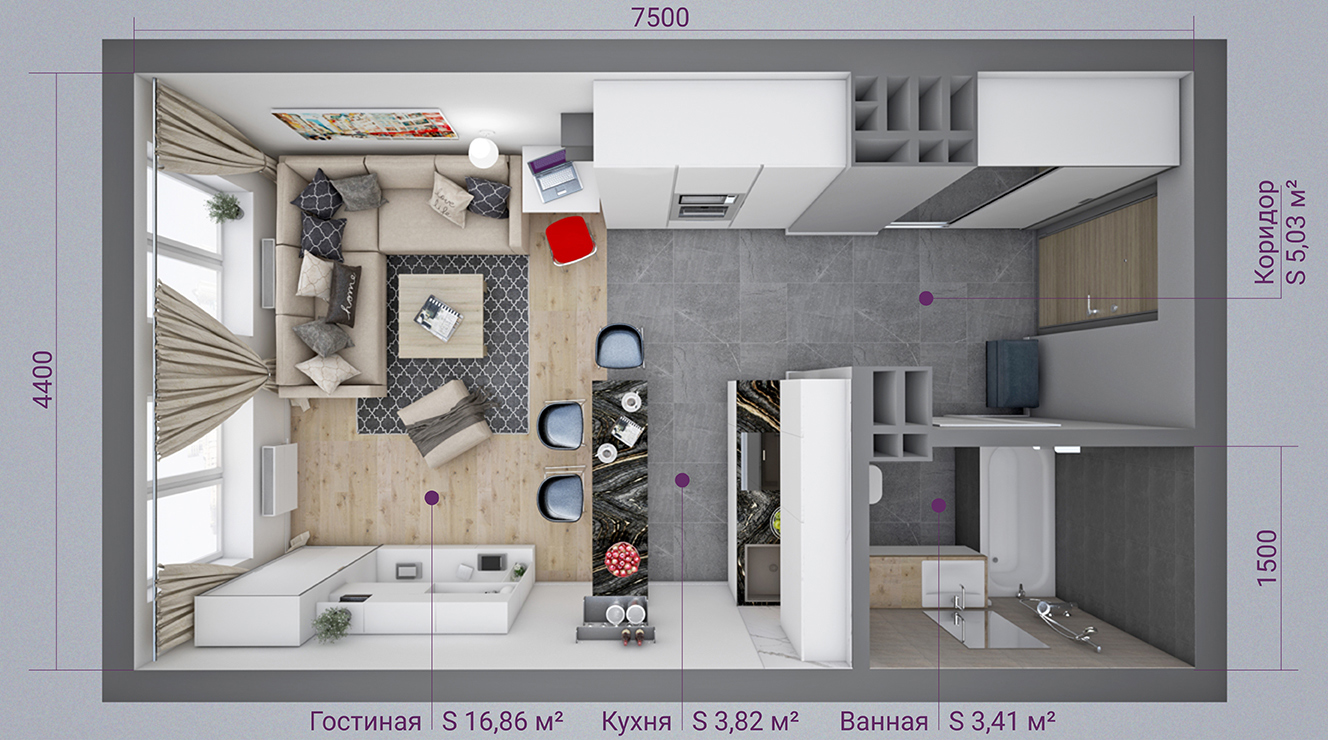 7500
4400
Коридор
S 5,03 м²
home
1500
Гостиная S 16,86 м²
Кухня S 3,82 м²
Ванная S 3,41 м²